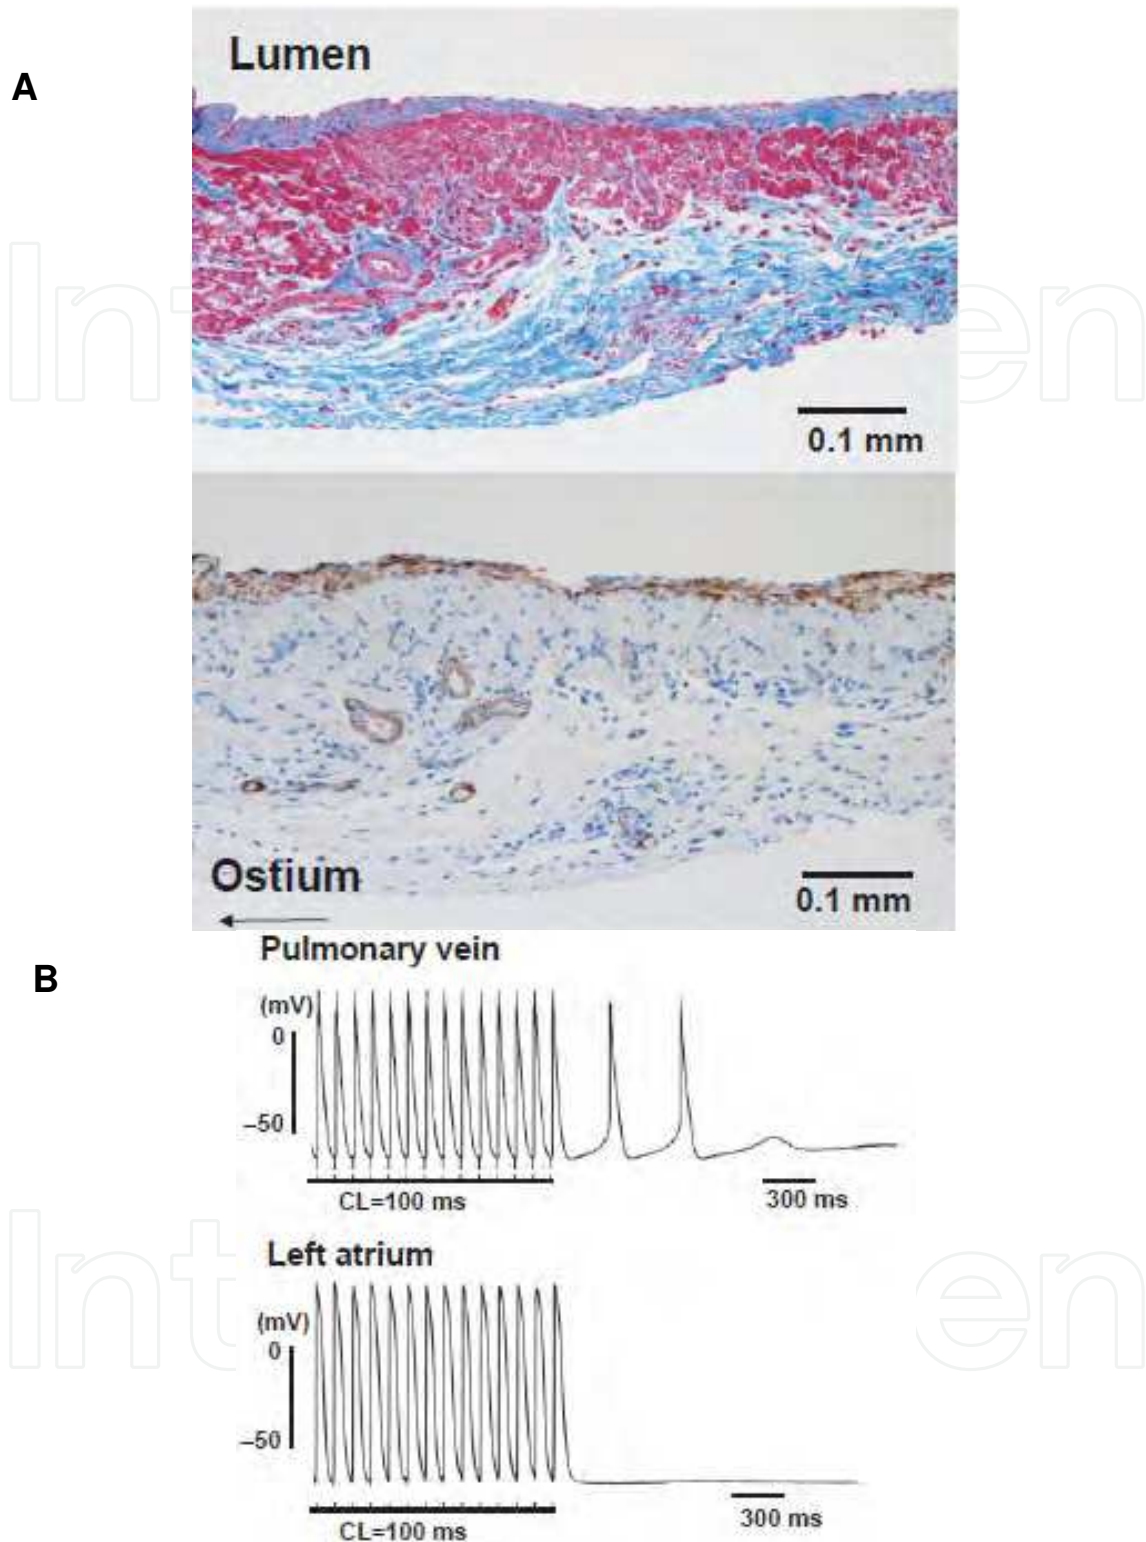 A
Lumen
0.1 mm
Ostium
0.1 mm
B
Pulmonary vein
(mV)
0
–50
CL=100 ms
300 ms
Left atrium
(mV)
0
–50
CL=100 ms
300 ms